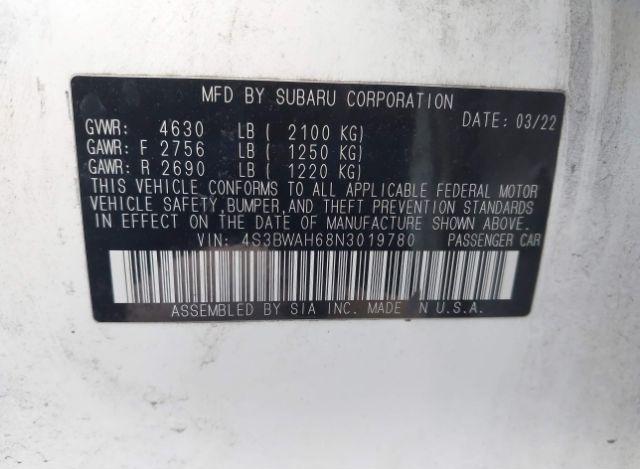 MFD BY SUBARU CORPORATION
DATE: 03/22
GVWR: 4630 LB ( 2100 KG)
GAWR: F 2756 LB ( 1250 KG)
GAWR: R 2690 LB ( 1220 KG)
THIS VEHICLE CONFORMS TO ALL APPLICABLE FEDERAL MOTOR
VEHICLE SAFETY,BUMPER,AND THEFT PREVENTION STANDARDS
IN EFFECT ON THE DATE OF MANUFACTURE SHOWN ABOVE.
VIN: 4S3BWAH68N3019780 PASSENGER CAR
ASSEMBLED BY SIA INC. MADE N U.S.A.